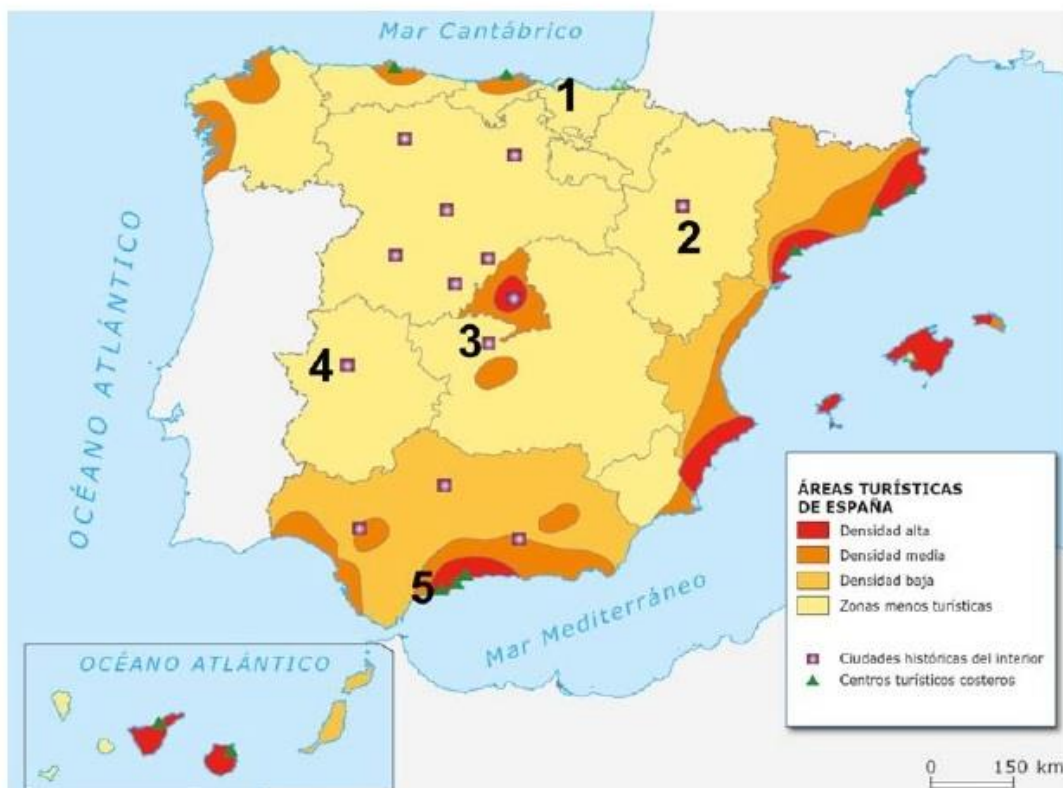 Mar Cantábrico
1
2
3
4
5
OCÉANO ATLÁNTICO
Mar Mediterráneo
OCÉANO ATLÁNTICO
ÁREAS TURÍSTICAS
DE ESPAÑA
Densidad alta
Densidad media
Densidad baja
Zonas menos turísticas
Ciudades históricas del interior
Centros turísticos costeros
0 150 km